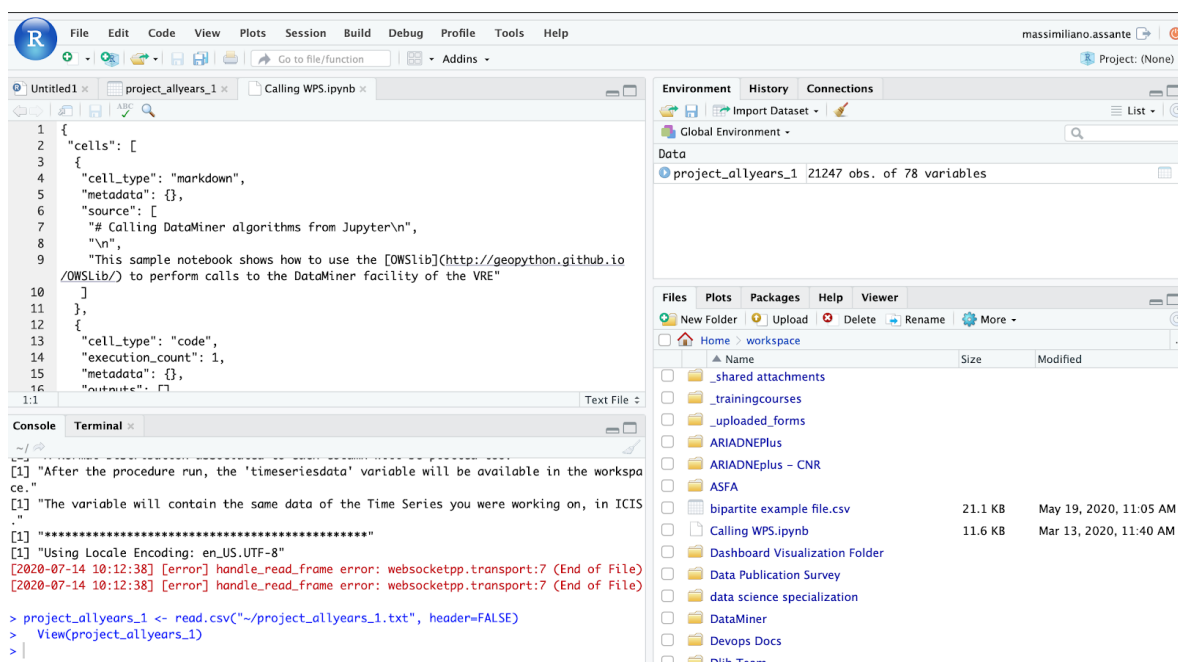 R
File Edit Code View Plots Session Build Debug Profile Tools Help
massimiliano.assante
Go to file/function
Addins
Project: (None)
Untitled1
project_allyears_1
Calling WPS.ipynb
ABC
1 {
2 "cells": [
3 {
4 "cell_type": "markdown",
5 "metadata": {},
6 "source": [
7 "# Calling DataMiner algorithms from Jupyter\n",
8 "\n",
9 "This sample notebook shows how to use the [OWSlib](http://geopython.github.io
/OWSLib/) to perform calls to the DataMiner facility of the VRE"
10 ]
11 },
12 {
13 "cell_type": "code",
14 "execution_count": 1,
15 "metadata": {},
16 "outputs": []
1:1
Text File
Console Terminal
~/
[1] "After the procedure run, the 'timeseriesdata' variable will be available in the workspa
ce."
[1] "The variable will contain the same data of the Time Series you were working on, in ICIS
."
[1] "**********************************************"
[1] "Using Locale Encoding: en_US.UTF-8"
[2020-07-14 10:12:38] [error] handle_read_frame error: websocketpp.transport:7 (End of File)
[2020-07-14 10:12:38] [error] handle_read_frame error: websocketpp.transport:7 (End of File)
> project_allyears_1 <- read.csv("~/project_allyears_1.txt", header=FALSE)
> View(project_allyears_1)
>
Environment History Connections
Import Dataset
List
Global Environment
Data
project_allyears_1 21247 obs. of 78 variables
Files Plots Packages Help Viewer
New Folder Upload Delete Rename More
Home workspace
Name Size Modified
_shared attachments
_trainingcourses
_uploaded_forms
ARIADNEPlus
ARIADNEplus - CNR
ASFA
bipartite example file.csv 21.1 KB May 19, 2020, 11:05 AM
Calling WPS.ipynb 11.6 KB Mar 13, 2020, 11:40 AM
Dashboard Visualization Folder
Data Publication Survey
data science specialization
DataMiner
Devops Docs
Dlib Team